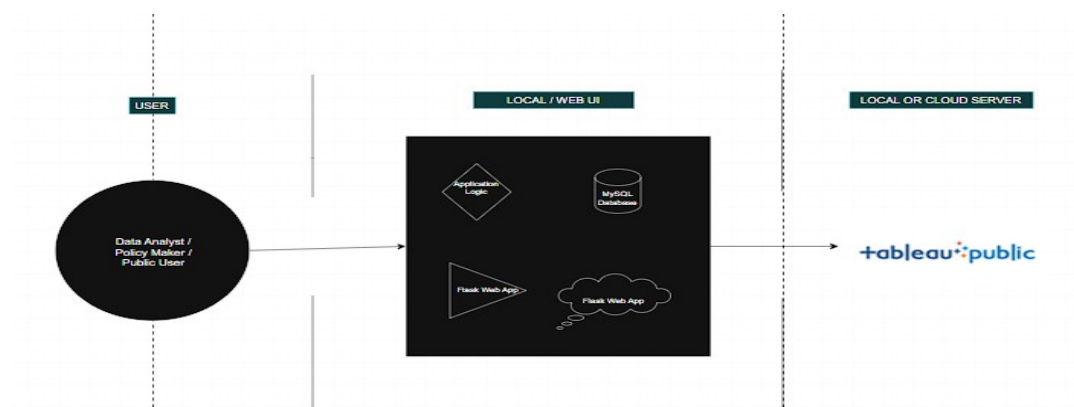 USER
LOCAL / WEB UI
LOCAL OR CLOUD SERVER
Application
Logic
MySQL
Database
Data Analyst /
Policy Maker /
Public User
Flask Web App
Flask Web App
tableau public